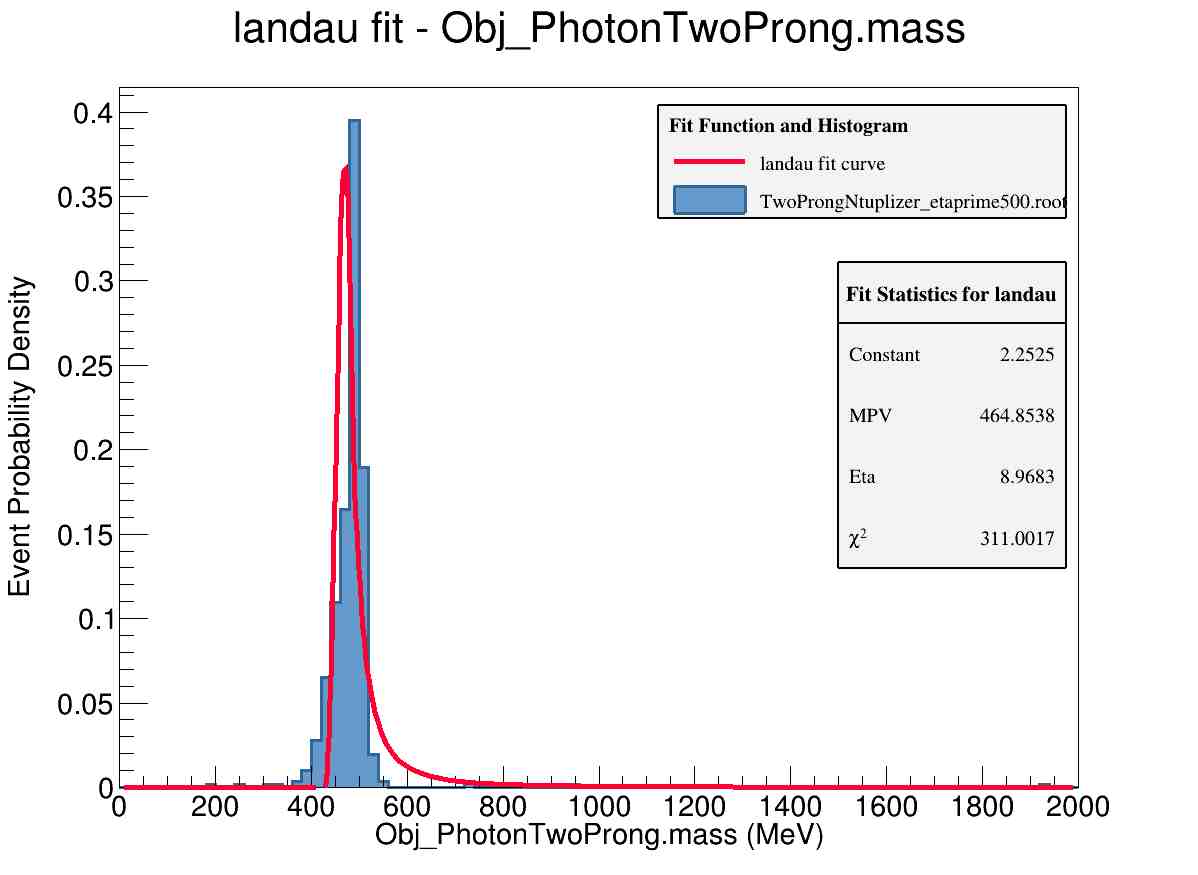 landau fit - Obj_PhotonTwoProng.mass
Event Probability Density
0.4
0.35
0.3
0.25
0.2
0.15
0.1
0.05
0
0 200 400 600 800 1000 1200 1400 1600 1800 2000
Obj_PhotonTwoProng.mass (MeV)
Fit Function and Histogram
landau fit curve
TwoProngNtuplizer_etaprime500.root
Fit Statistics for landau
Constant 2.2525
MPV 464.8538
Eta 8.9683
χ² 311.0017